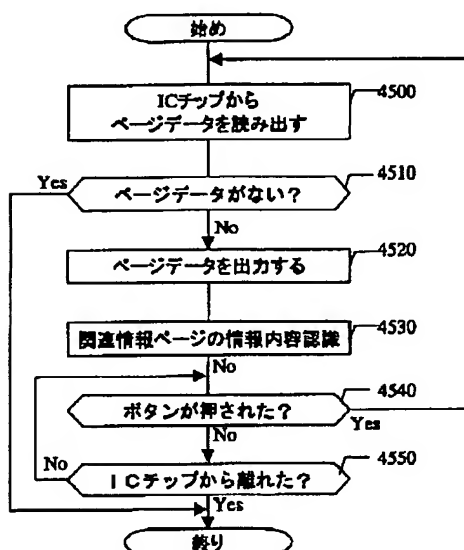 始め
ICチップから
ページデータを読み出す
4500
Yes
ページデータがない?
4510
No
ページデータを出力する
4520
関連情報ページの情報内容認識
4530
No
ボタンが押された?
4540
Yes
No
No
ICチップから離れた?
4550
Yes
終り